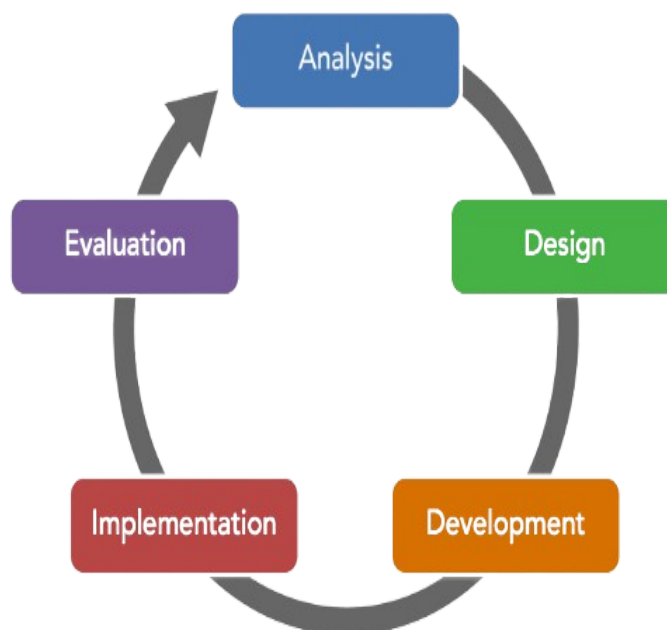 Analysis
Design
Development
Implementation
Evaluation